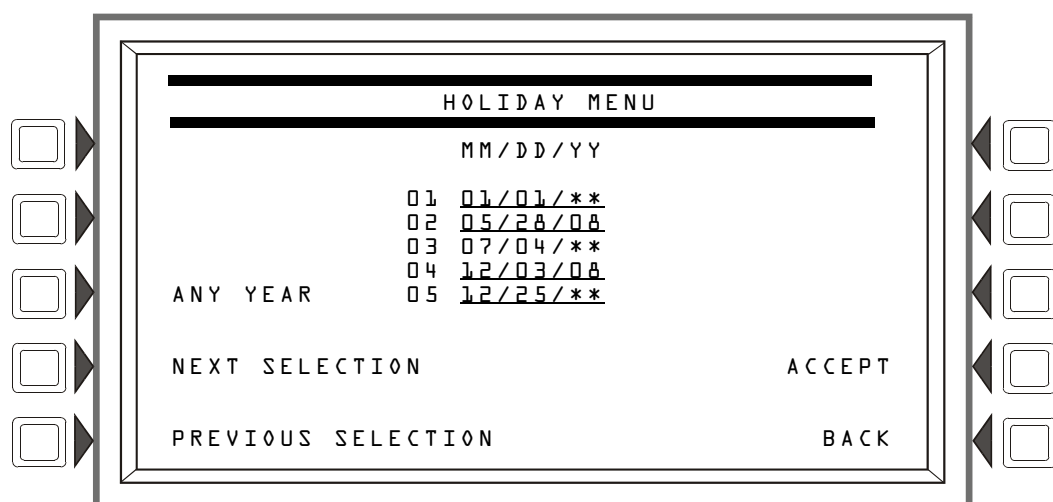 HOLIDAY MENU
MM/DD/YY
01 01/01/**
02 05/28/08
03 07/04/**
04 12/03/08
ANY YEAR 05 12/25/**
NEXT SELECTION ACCEPT
PREVIOUS SELECTION BACK